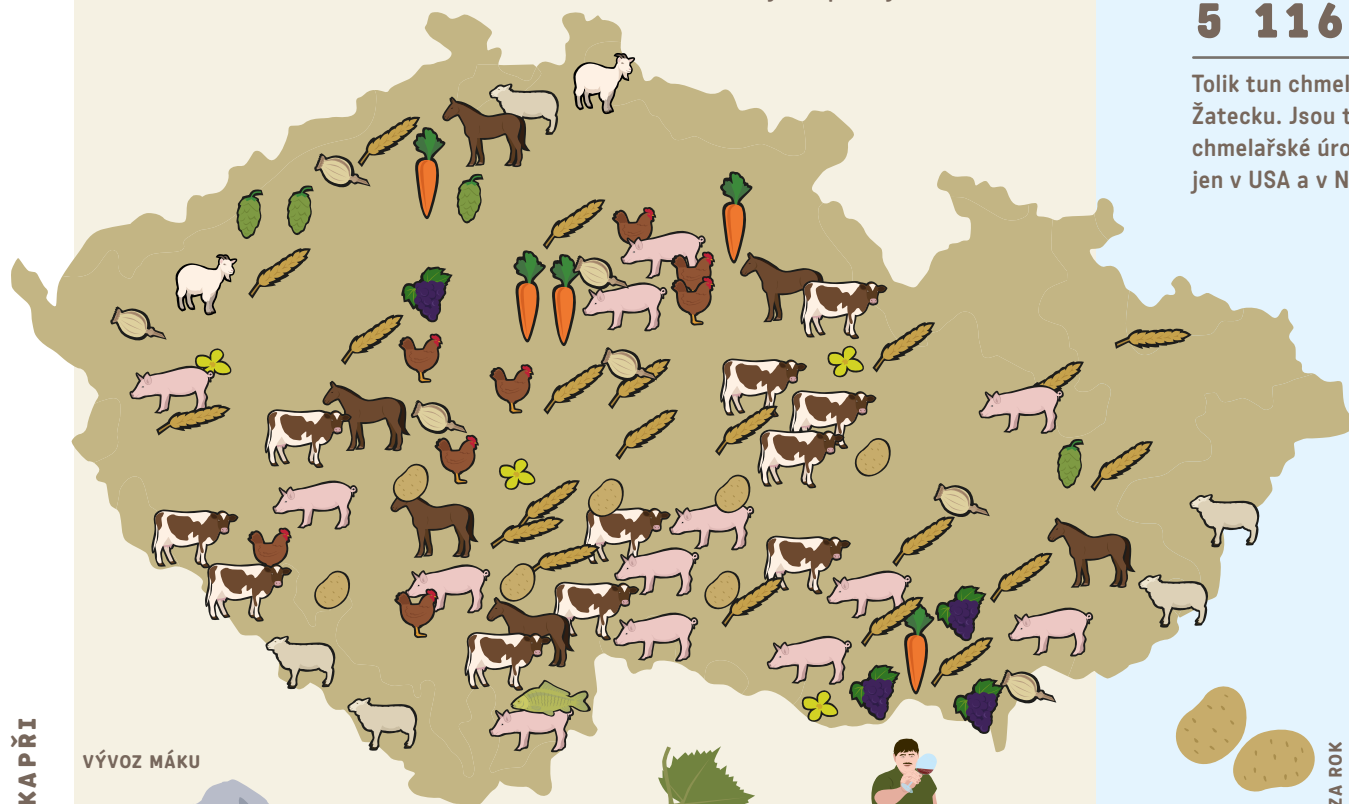 5 116
Tolik tun chmel
Žatecku. Jsou t
chmelařské úro
jen v USA a v N
KAPŘI
VÝVOZ MÁKU
ZA ROK